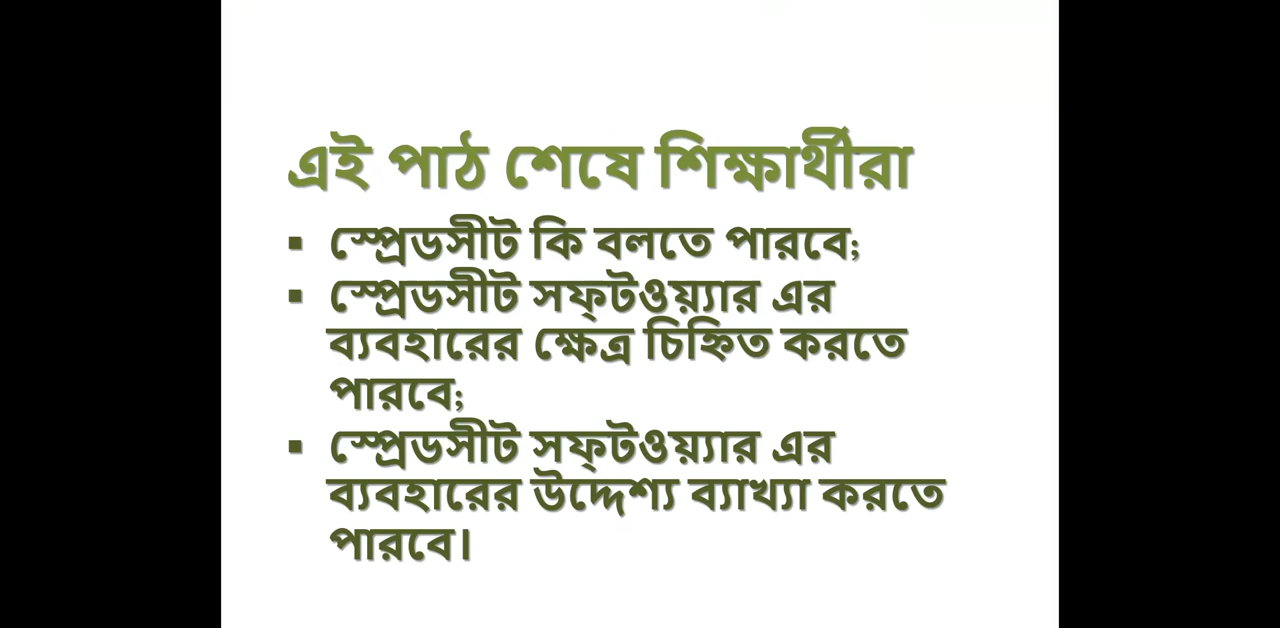 এই পাঠ শেষে শিক্ষার্থীরা
▪ স্প্রেডসীট কি বলতে পারবে;
▪ স্প্রেডসীট সফ্টওয়্যার এর
ব্যবহারের ক্ষেত্র চিহ্নিত করতে
পারবে;
▪ স্প্রেডসীট সফ্টওয়্যার এর
ব্যবহারের উদ্দেশ্য ব্যাখ্যা করতে
পারবে।